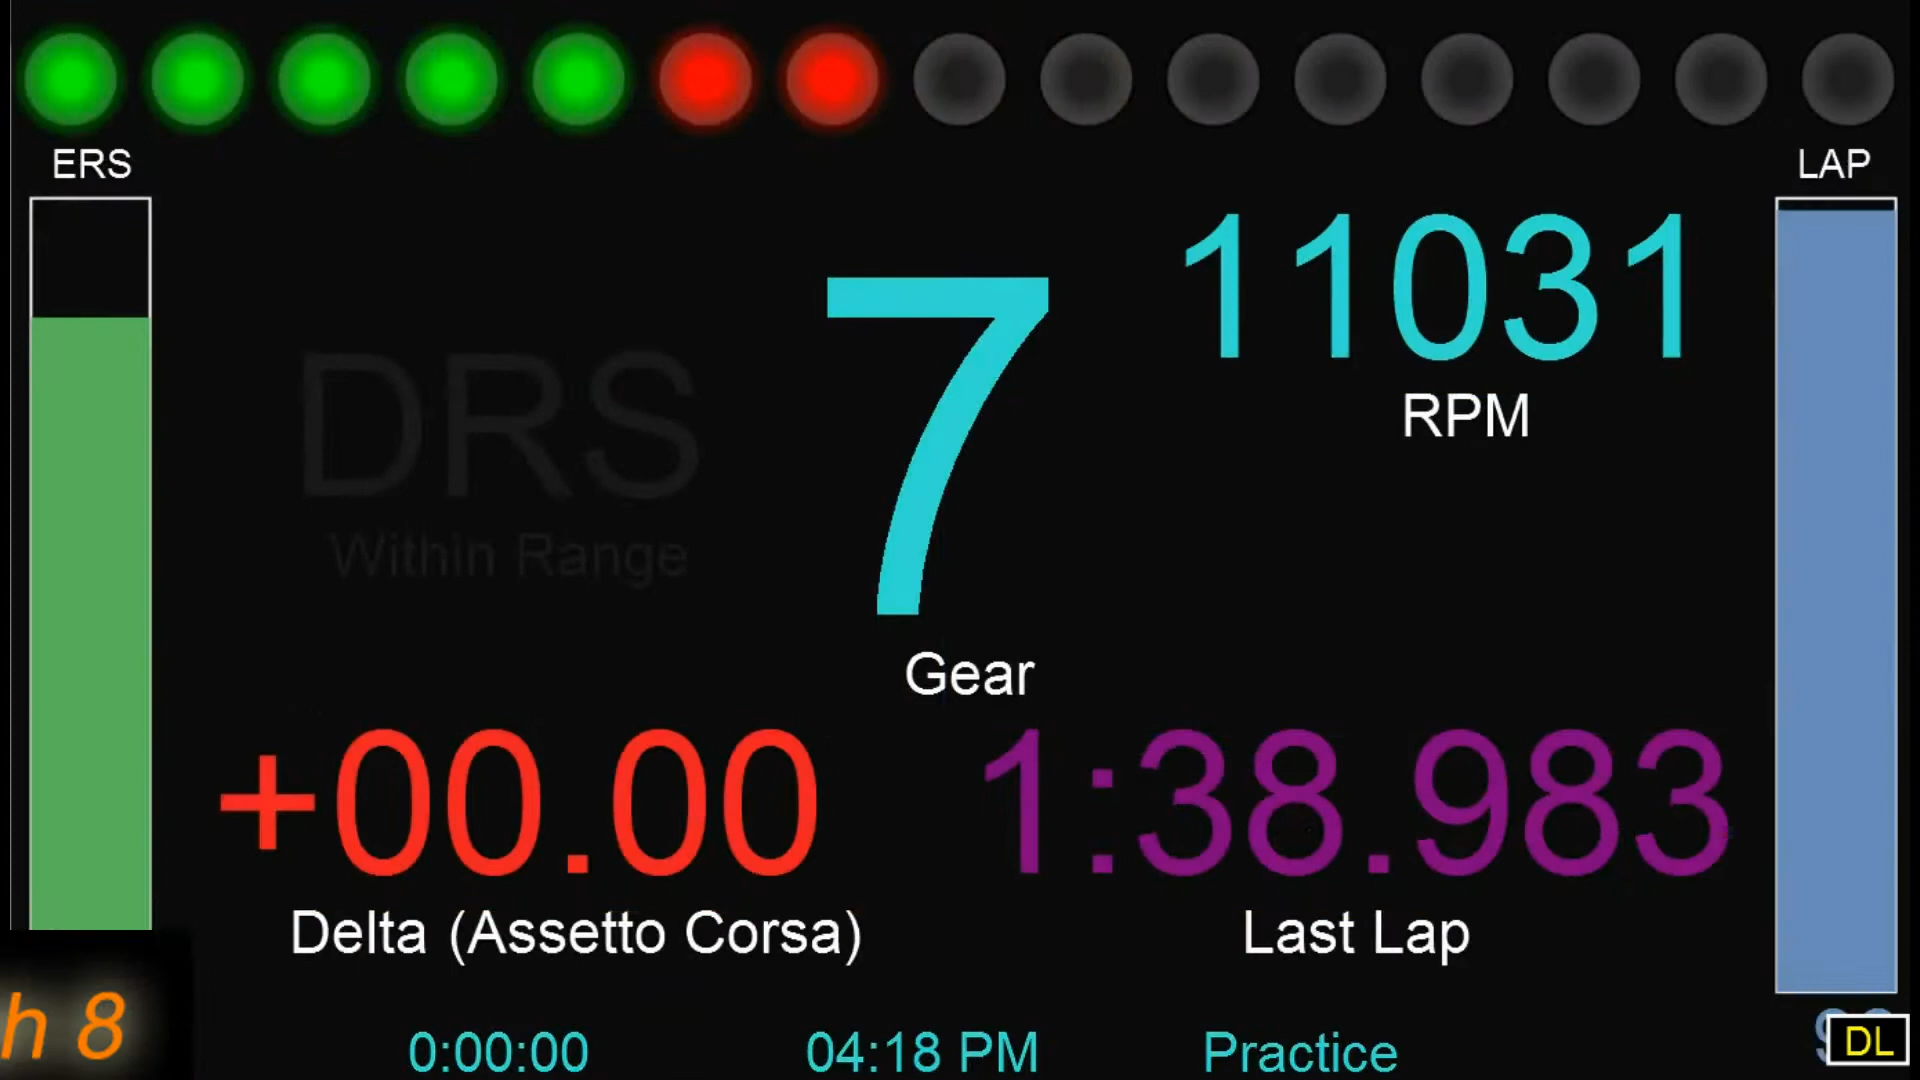 ERS
LAP
11031
RPM
DRS
Within Range
7
Gear
+00.00
1:38.983
Delta (Assetto Corsa)
Last Lap
h 8
0:00:00
04:18 PM
Practice
DL